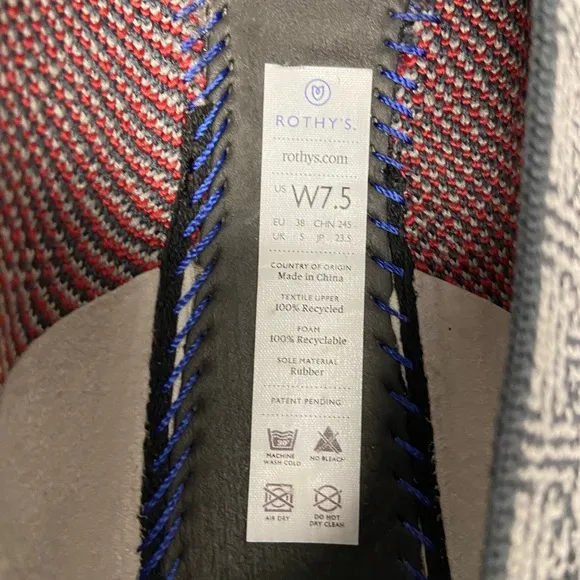 ROTHY'S.
rothys.com
US W7.5
EU 38 CHN 245
UK 5 JP 23.5
COUNTRY OF ORIGIN
Made in China
TEXTILE UPPER
100% Recycled
FOAM
100% Recyclable
SOLE MATERIAL
Rubber
PATENT PENDING
30°
MACHINE WASH COLD
NO BLEACH
AIR DRY
DO NOT DRY CLEAN